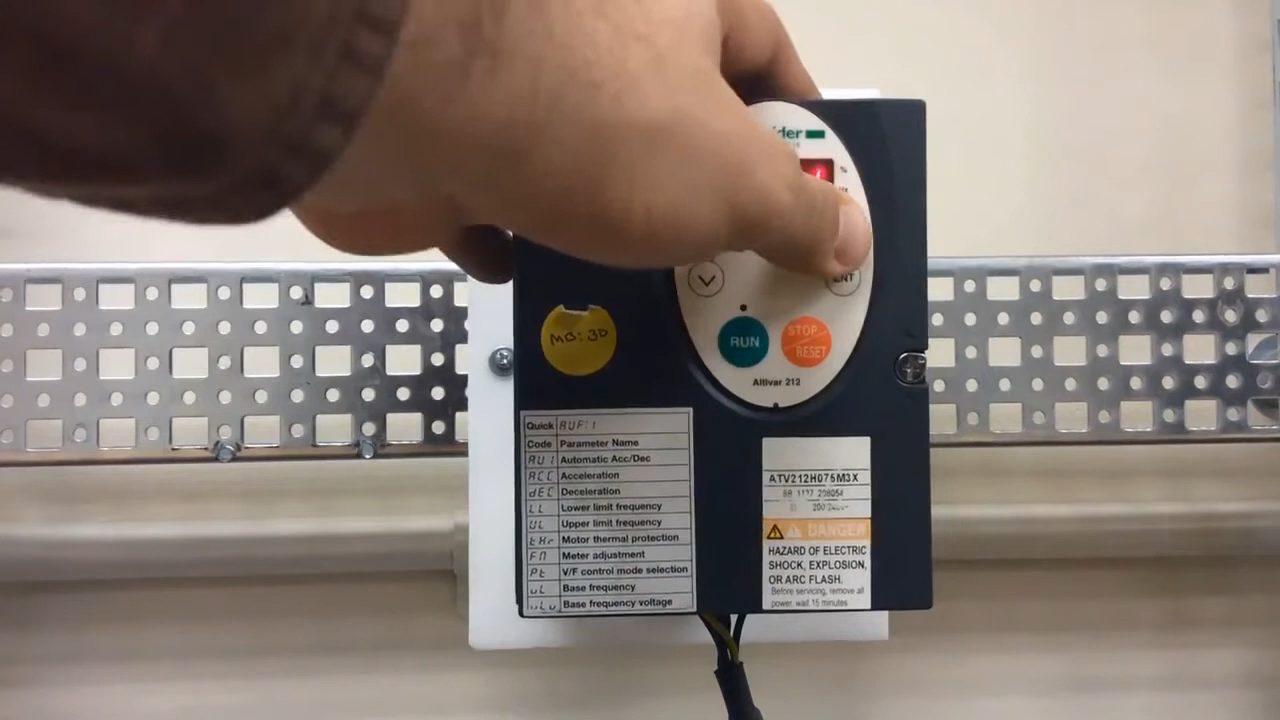 der
ENT
RUN
STOP
RESET
Altivar 212
MB: 30
Quick AUF:1
Code Parameter Name
AU1 Automatic Acc/Dec
ACC Acceleration
dEC Deceleration
LL Lower limit frequency
UL Upper limit frequency
tHr Motor thermal protection
FM Meter adjustment
Pt V/F control mode selection
uL Base frequency
uLu Base frequency voltage
ATV212H075M3X
DANGER
HAZARD OF ELECTRIC
SHOCK, EXPLOSION,
OR ARC FLASH.
Before servicing, remove all
power, wait 15 minutes